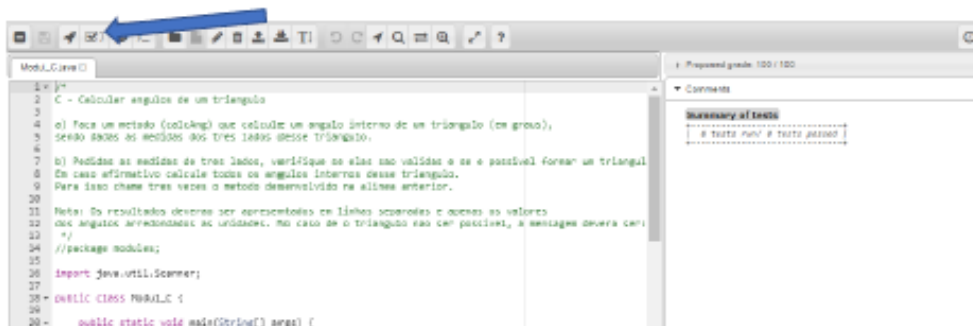 Modul_C.java
Proposed grade: 100 / 100
Comments
Summary of tests
8 tests run/ 8 tests passed
1 /*
2 C - Calcular angulos de um triangulo
3
4 a) Faca um metodo (calcAng) que calcule um angulo interno de um triangulo (em graus),
5 sendo dadas as medidas dos tres lados desse triangulo.
6
7 b) Pedidas as medidas de tres lados, verifique se elas sao validas e se e possivel formar um triangul
8 Em caso afirmativo calcule todos os angulos internos desse triangulo.
9 Para isso chame tres vezes o metodo desenvolvido na alinea anterior.
10
11 Nota: Os resultados deverao ser apresentados em linhas separadas e apenas os valores
12 dos angulos arredondados as unidades. No caso de o triangulo nao ser possivel, a mensagem devera ser:
13 */
14 //package modules;
15
16 import java.util.Scanner;
17
18 public class Modul_C {
19
20 public static void main(String[] args) {